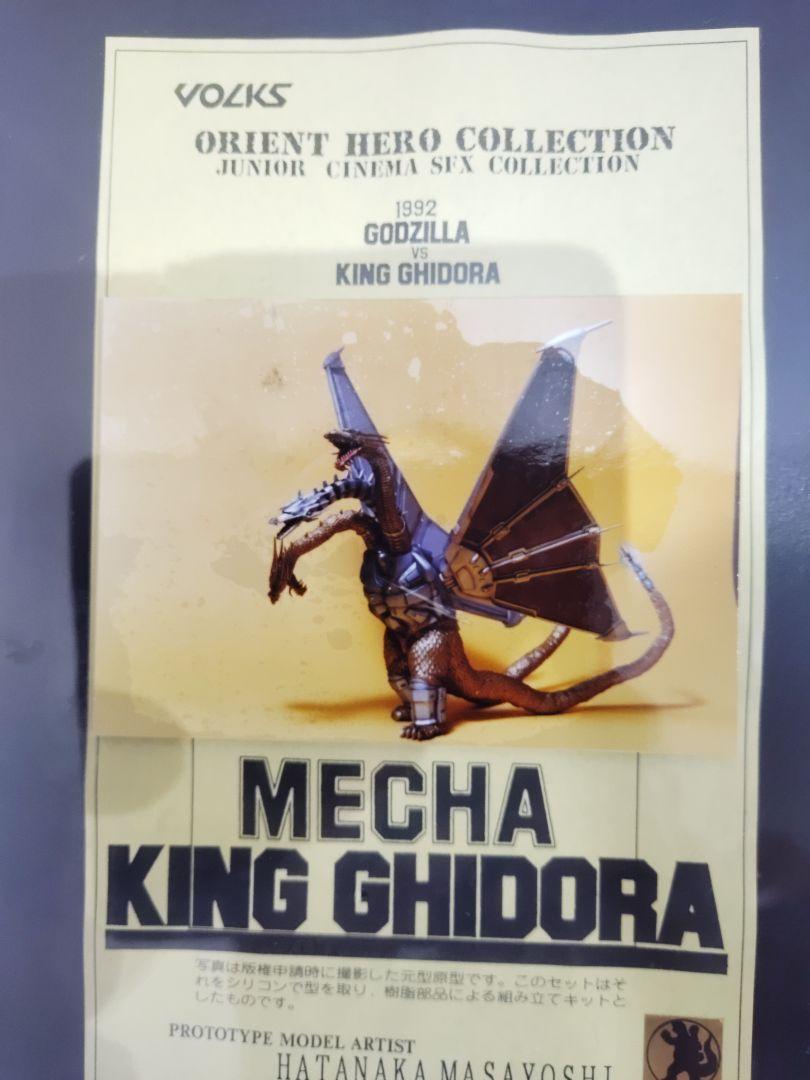 VOLKS
ORIENT HERO COLLECTION
JUNIOR CINEMA SFX COLLECTION
1992
GODZILLA
VS
KING GHIDORA
MECHA
KING GHIDORA
写真は版権申請時に撮影した元型原型です。このセットはそ
れをシリコンで型を取り、樹脂部品による組み立てキットと
したものです。
PROTOTYPE MODEL ARTIST
HATANAKA MASAYOSHI